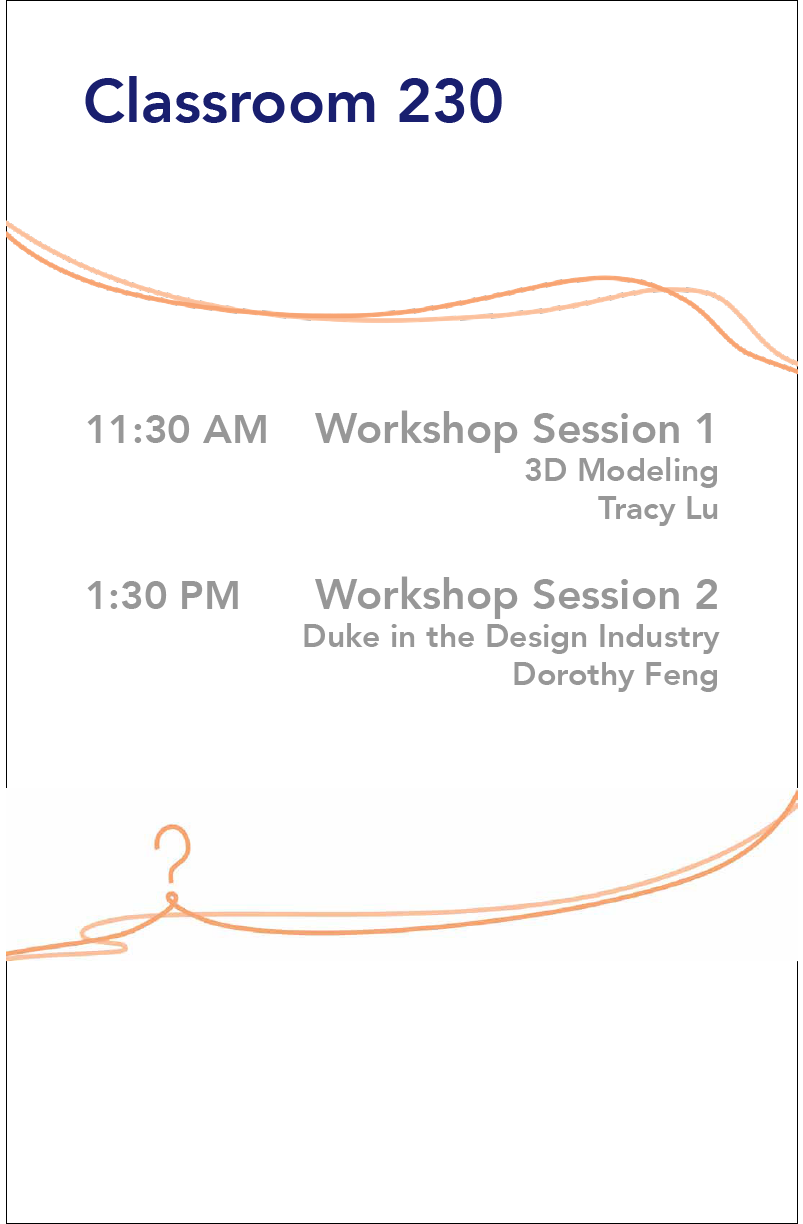 Classroom 230
11:30 AM Workshop Session 1
3D Modeling
Tracy Lu
1:30 PM Workshop Session 2
Duke in the Design Industry
Dorothy Feng
?